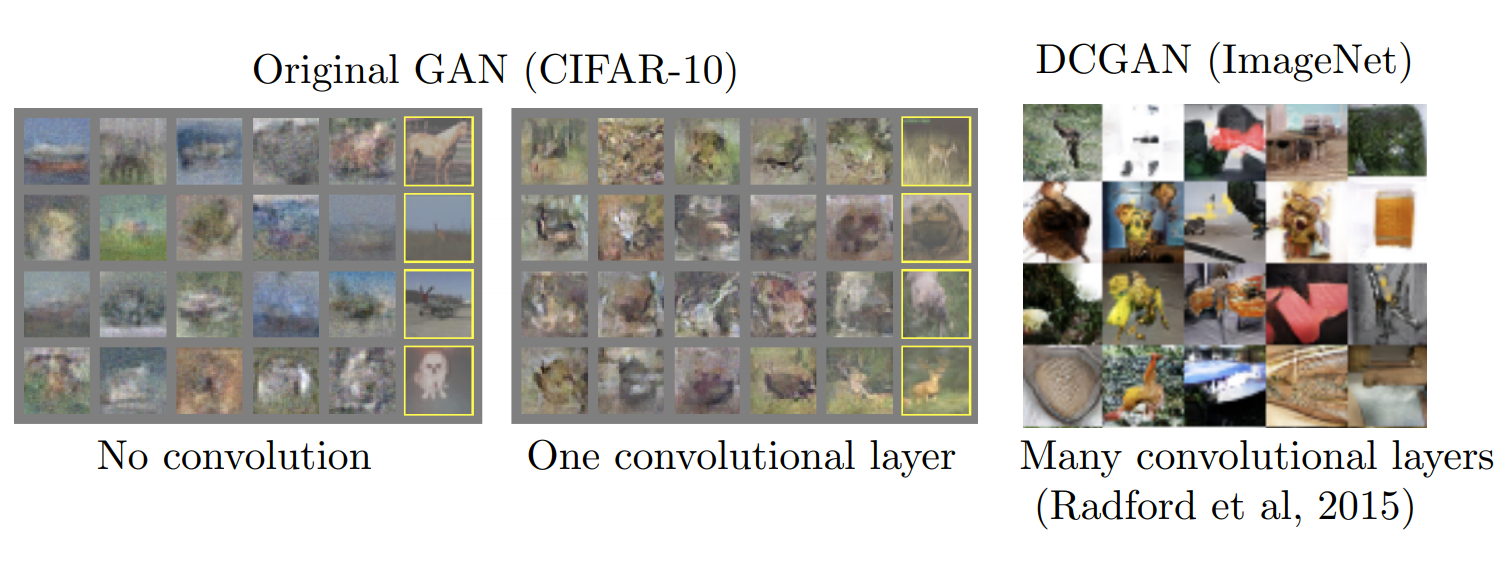 Original GAN (CIFAR-10)
DCGAN (ImageNet)
No convolution
One convolutional layer
Many convolutional layers
(Radford et al, 2015)